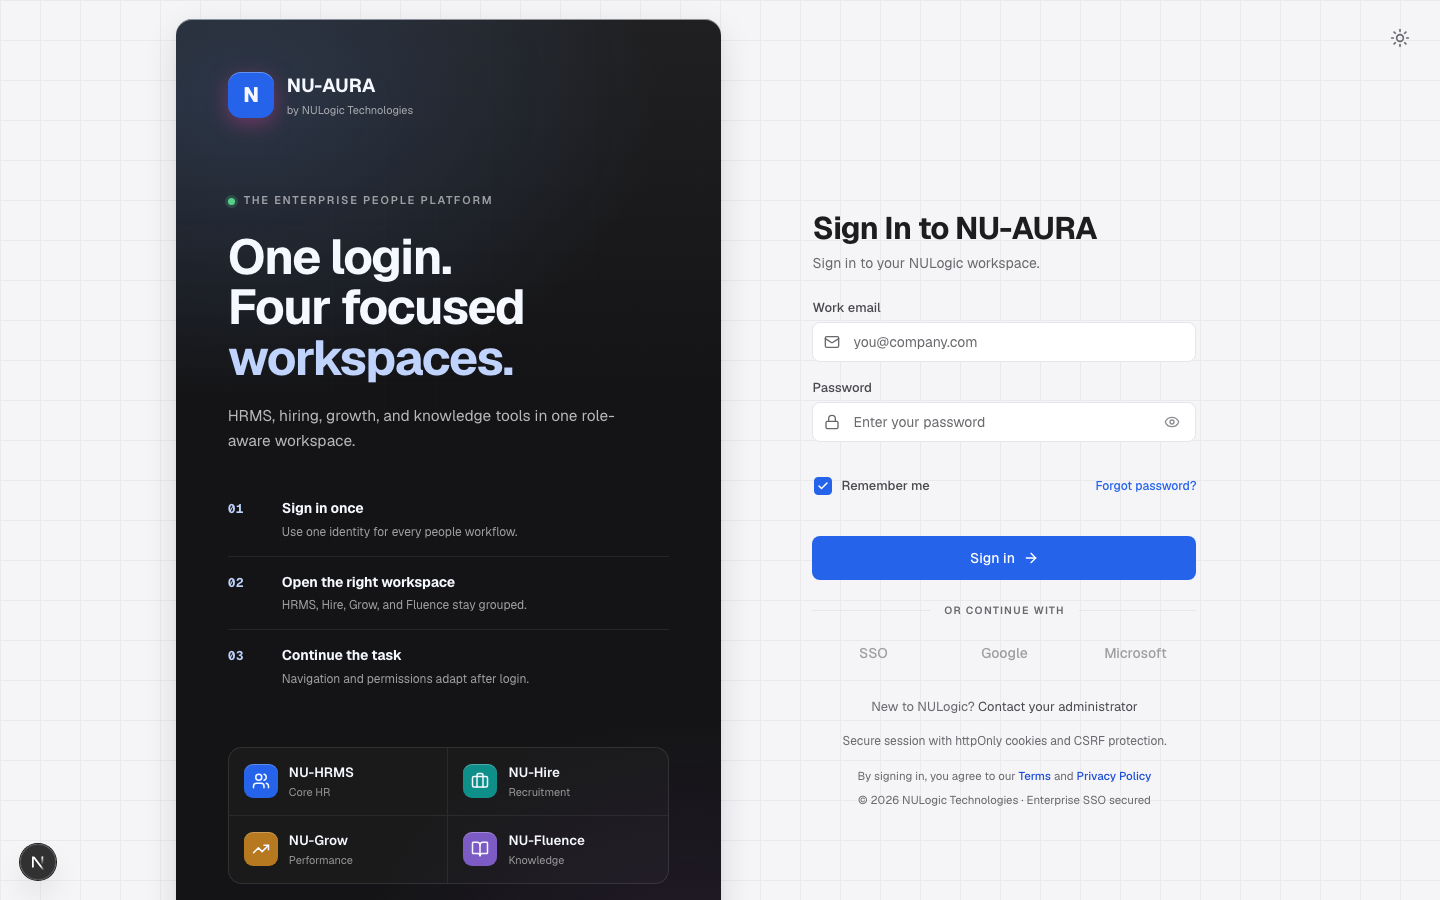 N
NU-AURA
by NULogic Technologies
THE ENTERPRISE PEOPLE PLATFORM
One login.
Four focused
workspaces.
HRMS, hiring, growth, and knowledge tools in one role-
aware workspace.
01
Sign in once
Use one identity for every people workflow.
02
Open the right workspace
HRMS, Hire, Grow, and Fluence stay grouped.
03
Continue the task
Navigation and permissions adapt after login.
NU-HRMS
Core HR
NU-Hire
Recruitment
NU-Grow
Performance
NU-Fluence
Knowledge
Sign In to NU-AURA
Sign in to your NULogic workspace.
Work email
you@company.com
Password
Enter your password
Remember me
Forgot password?
Sign in
OR CONTINUE WITH
SSO
Google
Microsoft
New to NULogic? Contact your administrator
Secure session with httpOnly cookies and CSRF protection.
By signing in, you agree to our Terms and Privacy Policy
© 2026 NULogic Technologies · Enterprise SSO secured
N